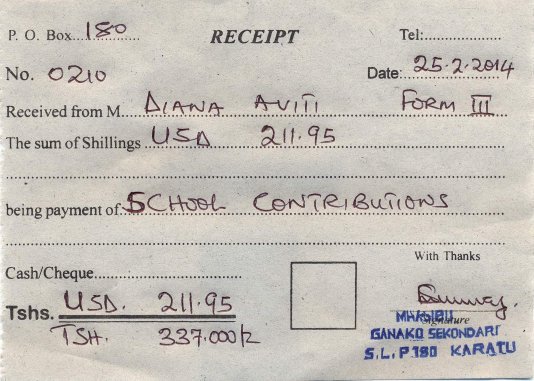 P. O. Box 180 RECEIPT Tel:
No. 0210 Date: 25.2.2014
Received from M DIANA AVITI FORM III
The sum of Shillings USD 211.95
being payment of: SCHOOL CONTRIBUTIONS
With Thanks
Cash/Cheque
Tshs. USD. 211.95
TSH. 337.000/=
Signature
MHASIBU
GANAKO SEKONDARI
S.L.P 180 KARATU